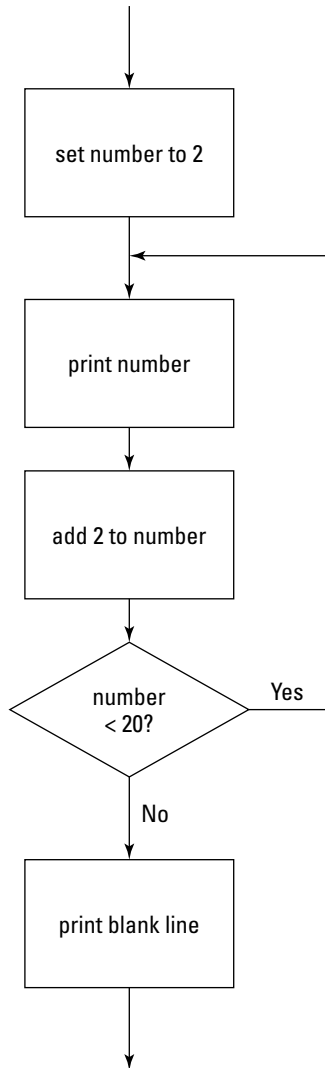 set number to 2
print number
add 2 to number
number
< 20?
Yes
No
print blank line